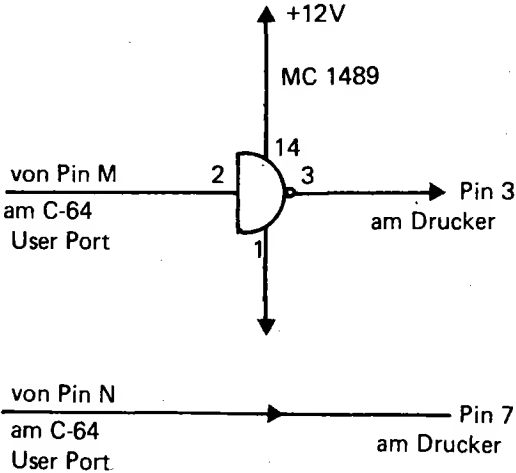 +12V
MC 1489
14
von Pin M
2
3
Pin 3
am C-64
am Drucker
User Port
1
von Pin N
Pin 7
am C-64
am Drucker
User Port